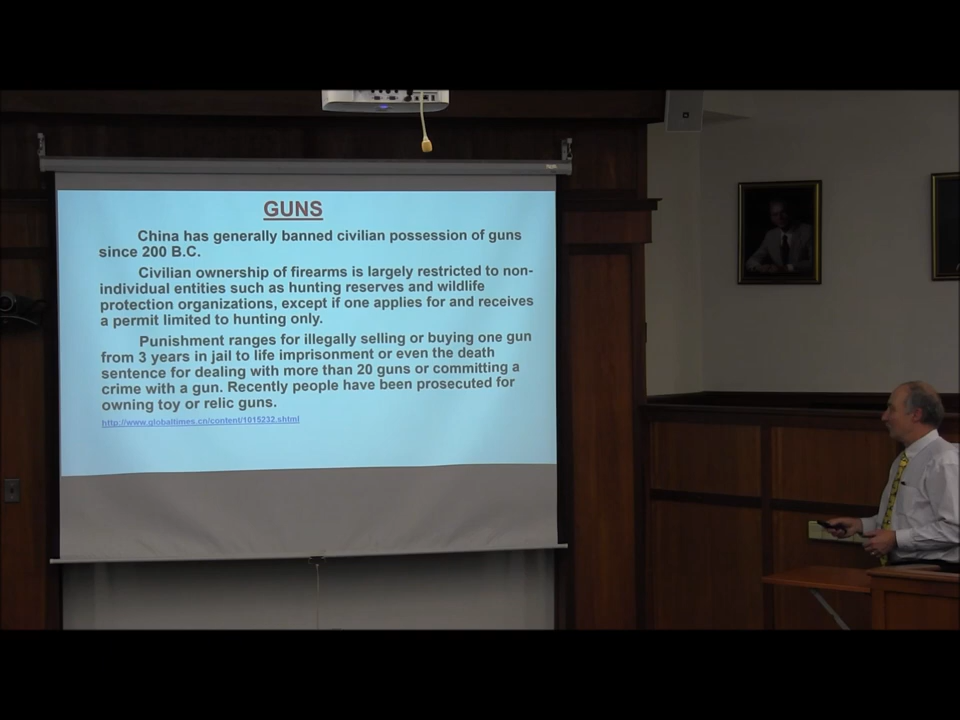 GUNS
China has generally banned civilian possession of guns
since 200 B.C.
Civilian ownership of firearms is largely restricted to non-
individual entities such as hunting reserves and wildlife
protection organizations, except if one applies for and receives
a permit limited to hunting only.
Punishment ranges for illegally selling or buying one gun
from 3 years in jail to life imprisonment or even the death
sentence for dealing with more than 20 guns or committing a
crime with a gun. Recently people have been prosecuted for
owning toy or relic guns.
http://www.globaltimes.cn/content/1015232.shtml